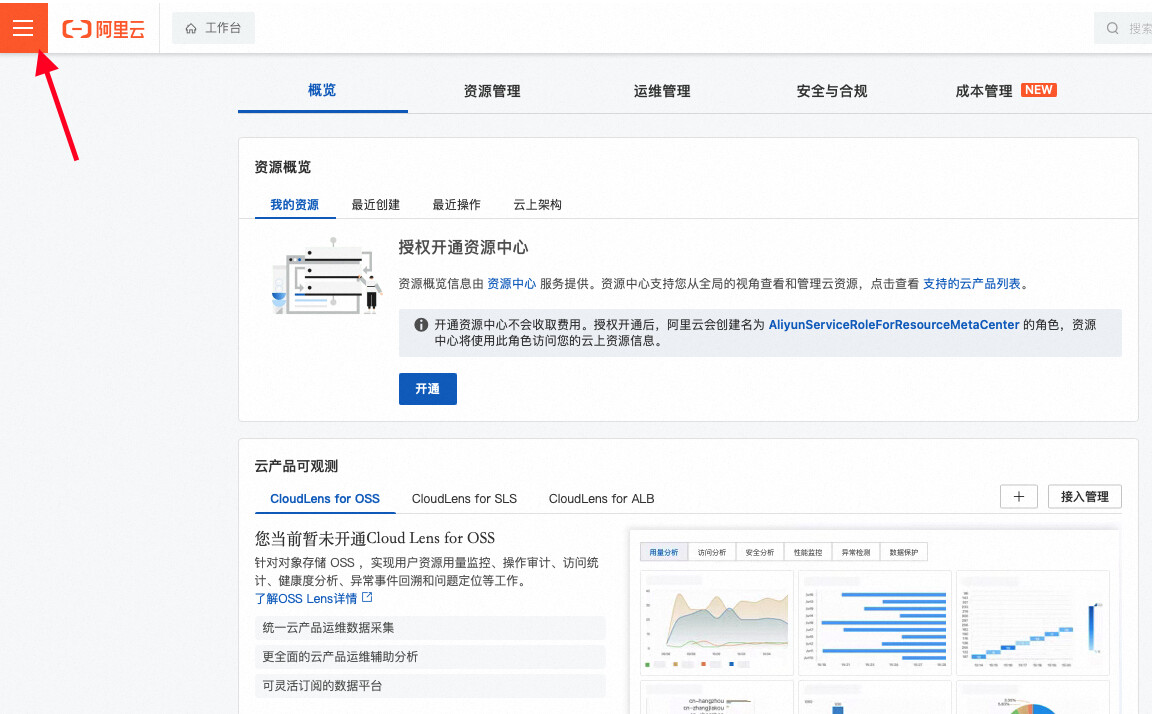 阿里云
工作台
搜索
概览
资源管理
运维管理
安全与合规
成本管理 NEW
资源概览
我的资源
最近创建
最近操作
云上架构
授权开通资源中心
资源概览信息由 资源中心 服务提供。资源中心支持您从全局的视角查看和管理云资源，点击查看 支持的云产品列表。
开通资源中心不会收取费用。授权开通后，阿里云会创建名为 AliyunServiceRoleForResourceMetaCenter 的角色，资源
中心将使用此角色访问您的云上资源信息。
开通
云产品可观测
CloudLens for OSS
CloudLens for SLS
CloudLens for ALB
接入管理
您当前暂未开通Cloud Lens for OSS
针对对象存储 OSS ，实现用户资源用量监控、操作审计、访问统
计、健康度分析、异常事件回溯和问题定位等工作。
了解OSS Lens详情
统一云产品运维数据采集
更全面的云产品运维辅助分析
可灵活订阅的数据平台
用量分析
访问分析
安全分析
性能监控
异常检测
数据保护
cn-hangzhou
cn-zhangjiakou